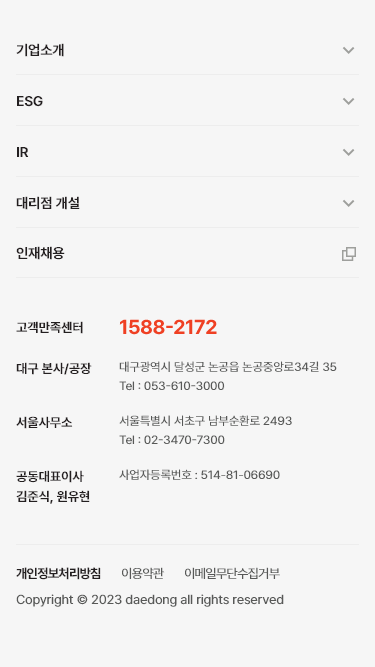 기업소개
ESG
IR
대리점 개설
인재채용
고객만족센터 1588-2172
대구 본사/공장 대구광역시 달성군 논공읍 논공중앙로34길 35
Tel : 053-610-3000
서울사무소 서울특별시 서초구 남부순환로 2493
Tel : 02-3470-7300
공동대표이사 사업자등록번호 : 514-81-06690
김준식, 원유현
개인정보처리방침 이용약관 이메일무단수집거부
Copyright © 2023 daedong all rights reserved